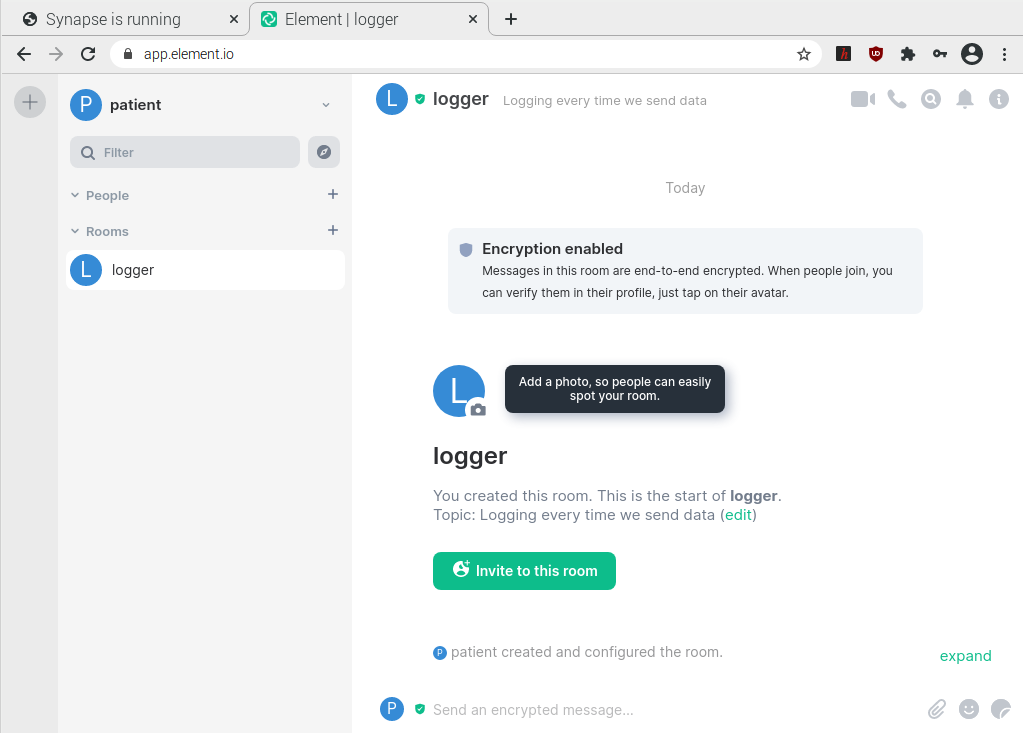 Synapse is running
Element | logger
app.element.io
P patient
L logger Logging every time we send data
Filter
People
Rooms
L logger
Today
Encryption enabled
Messages in this room are end-to-end encrypted. When people join, you
can verify them in their profile, just tap on their avatar.
L
Add a photo, so people can easily
spot your room.
logger
You created this room. This is the start of logger.
Topic: Logging every time we send data (edit)
Invite to this room
P patient created and configured the room.
expand
P Send an encrypted message...